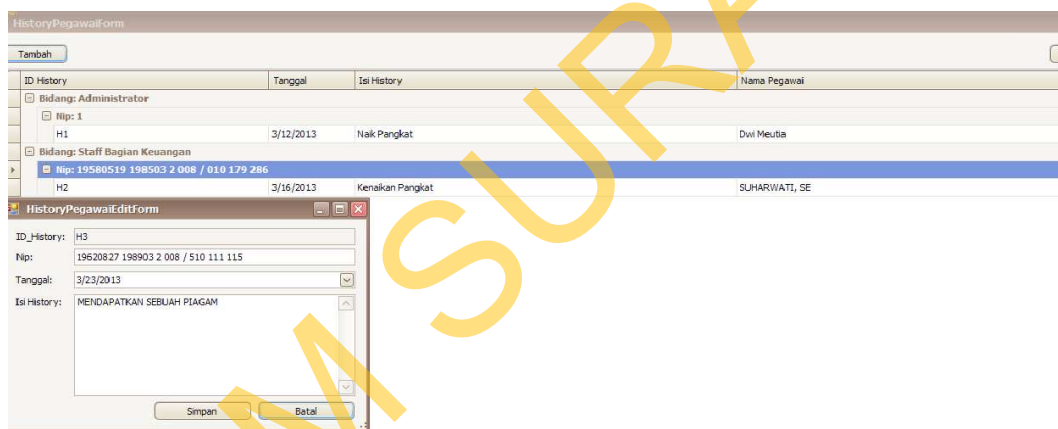 HistoryPegawaiForm
Tambah
ID History Tanggal Isi History Nama Pegawai
Bidang: Administrator
Nip: 1
H1 3/12/2013 Naik Pangkat Dwi Meutia
Bidang: Staff Bagian Keuangan
Nip: 19580519 198503 2 008 / 010 179 286
H2 3/16/2013 Kenaikan Pangkat SUHARWATI, SE
HistoryPegawaiEditForm
ID_History: H3
Nip: 19620827 198903 2 008 / 510 111 115
Tanggal: 3/23/2013
Isi History: MENDAPATKAN SEBUAH PIAGAM
Simpan Batal
M SURA